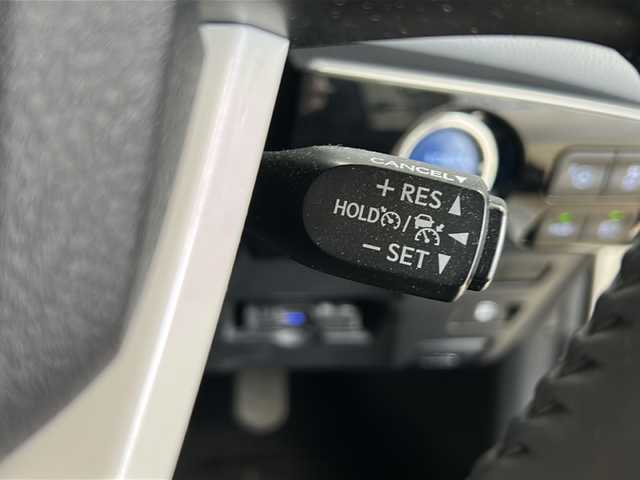 CANCEL▼
+ RES ▲
HOLD / ◀
− SET ▼